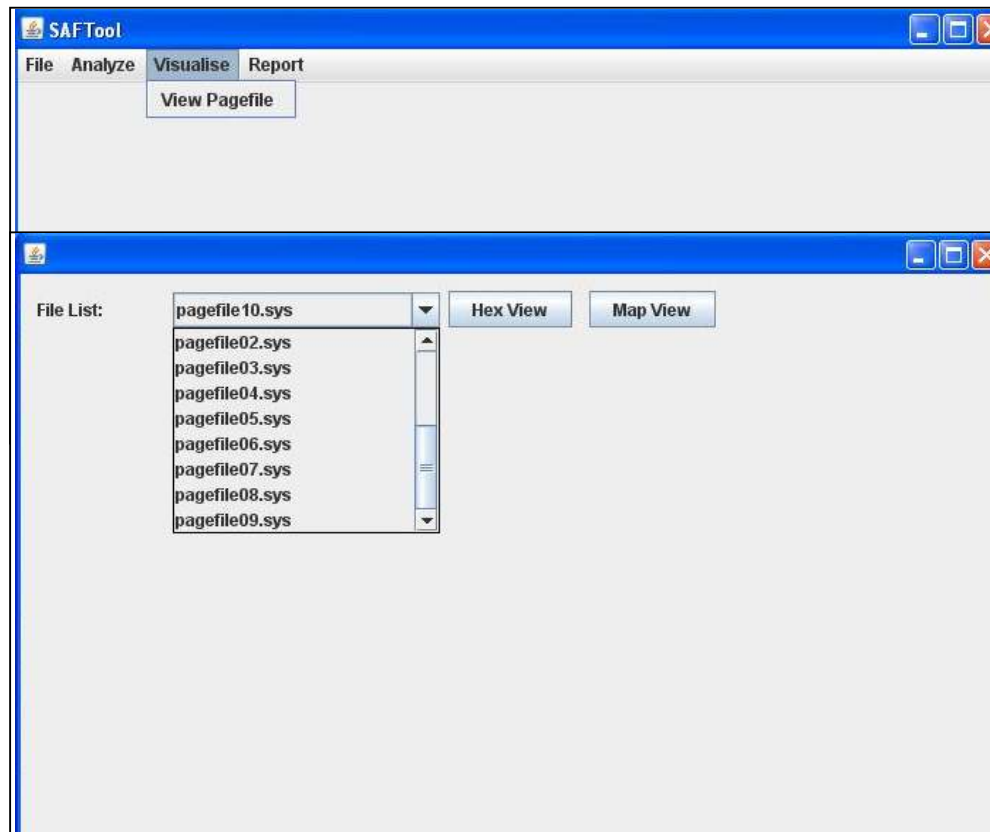 SAFTool
File Analyze Visualise Report
View Pagefile
File List: pagefile10.sys Hex View Map View
pagefile02.sys
pagefile03.sys
pagefile04.sys
pagefile05.sys
pagefile06.sys
pagefile07.sys
pagefile08.sys
pagefile09.sys